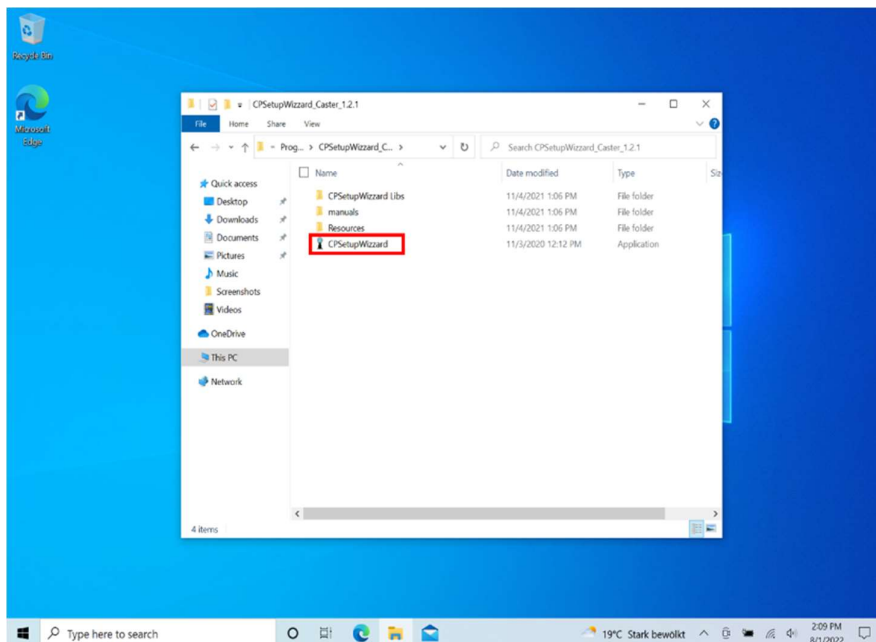 Recycle Bin
Microsoft
Edge
CPSetupWizzard_Caster_1.2.1
File Home Share View
Prog... > CPSetupWizzard_C... >
Search CPSetupWizzard_Caster_1.2.1
Name Date modified Type Siz
Quick access
Desktop
Downloads
Documents
Pictures
Music
Screenshots
Videos
OneDrive
This PC
Network
CPSetupWizzard Libs 11/4/2021 1:06 PM File folder
manuals 11/4/2021 1:06 PM File folder
Resources 11/4/2021 1:06 PM File folder
CPSetupWizzard 11/3/2020 12:12 PM Application
4 items
Type here to search
19°C Stark bewölkt
2:09 PM
8/1/2022